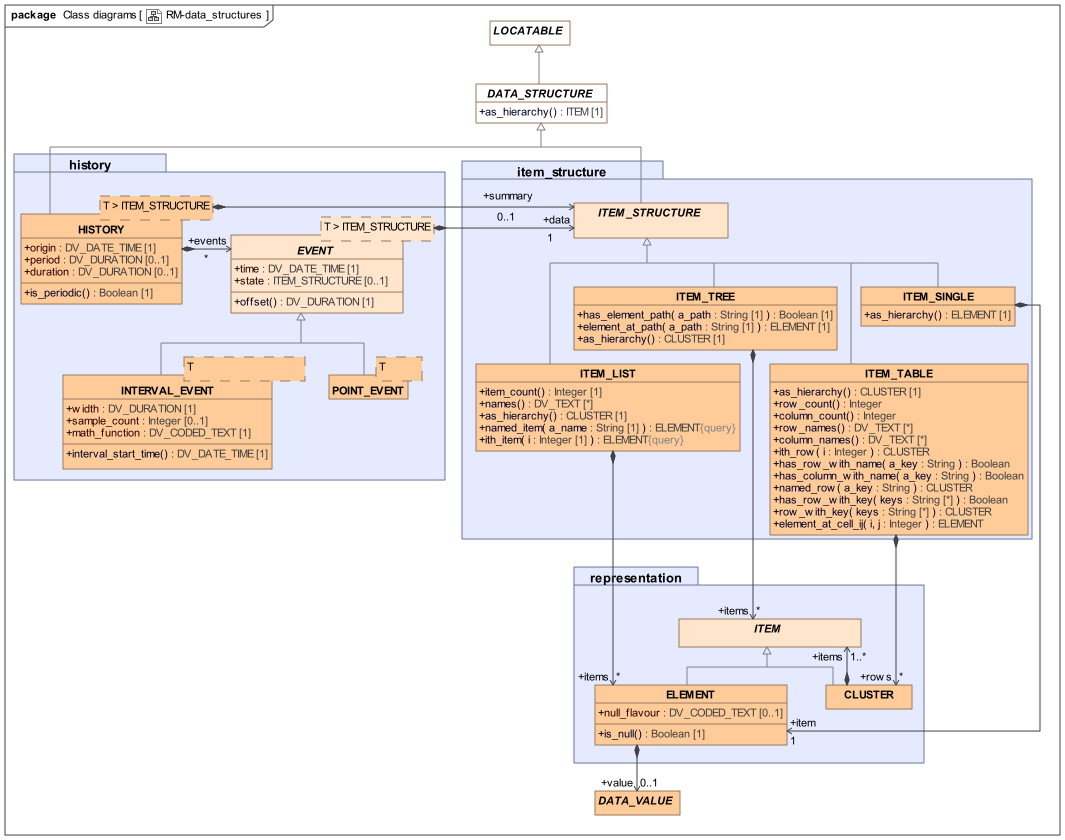 package Class diagrams [ RM-data_structures ]
LOCATABLE
DATA_STRUCTURE
+as_hierarchy() : ITEM [1]
history
T > ITEM_STRUCTURE
HISTORY
+origin : DV_DATE_TIME [1]
+period : DV_DURATION [0..1]
+duration : DV_DURATION [0..1]
+is_periodic() : Boolean [1]
+events
*
T > ITEM_STRUCTURE
EVENT
+time : DV_DATE_TIME [1]
+state : ITEM_STRUCTURE [0..1]
+offset() : DV_DURATION [1]
T
INTERVAL_EVENT
+width : DV_DURATION [1]
+sample_count : Integer [0..1]
+math_function : DV_CODED_TEXT [1]
+interval_start_time() : DV_DATE_TIME [1]
T
POINT_EVENT
item_structure
+summary
0..1
+data
1
ITEM_STRUCTURE
ITEM_TREE
+has_element_path( a_path : String [1] ) : Boolean [1]
+element_at_path( a_path : String [1] ) : ELEMENT [1]
+as_hierarchy() : CLUSTER [1]
ITEM_SINGLE
+as_hierarchy() : ELEMENT [1]
ITEM_LIST
+item_count() : Integer [1]
+names() : DV_TEXT [*]
+as_hierarchy() : CLUSTER [1]
+named_item( a_name : String [1] ) : ELEMENT{query}
+ith_item( i : Integer [1] ) : ELEMENT{query}
ITEM_TABLE
+as_hierarchy() : CLUSTER [1]
+row_count() : Integer
+column_count() : Integer
+row_names() : DV_TEXT [*]
+column_names() : DV_TEXT [*]
+ith_row( i : Integer ) : CLUSTER
+has_row_with_name( a_key : String ) : Boolean
+has_column_with_name( a_key : String ) : Boolean
+named_row( a_key : String ) : CLUSTER
+has_row_with_key( keys : String [*] ) : Boolean
+row_with_key( keys : String [*] ) : CLUSTER
+element_at_cell_ij( i, j : Integer ) : ELEMENT
representation
+items *
ITEM
+items 1..*
+items *
+rows *
ELEMENT
+null_flavour : DV_CODED_TEXT [0..1]
+is_null() : Boolean [1]
CLUSTER
+item
1
+value 0..1
DATA_VALUE